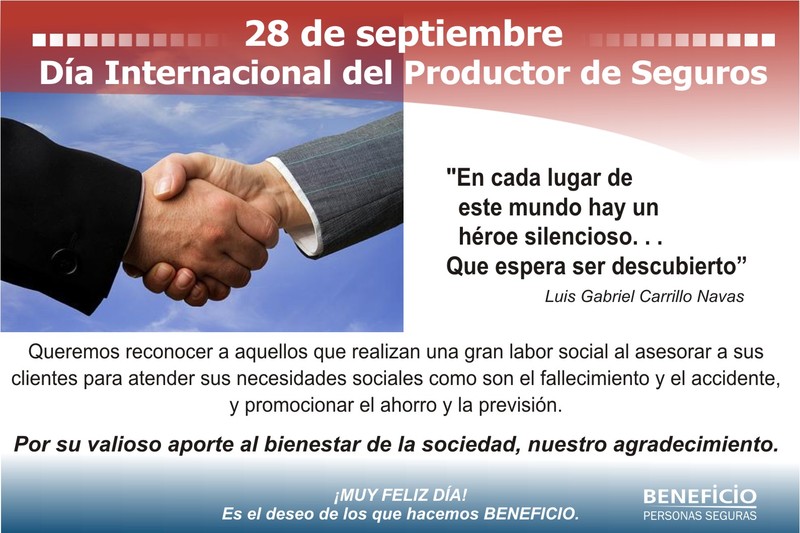 28 de septiembre
Día Internacional del Productor de Seguros
"En cada lugar de
este mundo hay un
héroe silencioso. . .
Que espera ser descubierto”
Luis Gabriel Carrillo Navas
Queremos reconocer a aquellos que realizan una gran labor social al asesorar a sus
clientes para atender sus necesidades sociales como son el fallecimiento y el accidente,
y promocionar el ahorro y la previsión.
Por su valioso aporte al bienestar de la sociedad, nuestro agradecimiento.
¡MUY FELIZ DÍA!
Es el deseo de los que hacemos BENEFICIO.
BENEFiCIO
PERSONAS SEGURAS